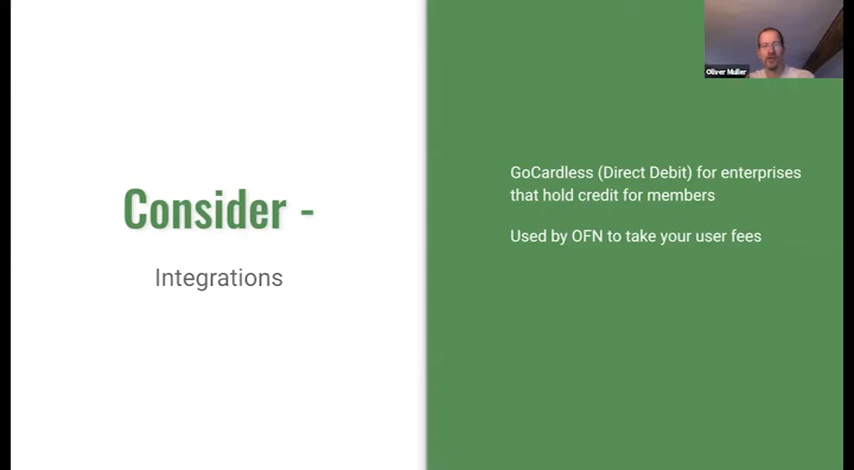 Oliver Muller
Consider -
Integrations
GoCardless (Direct Debit) for enterprises
that hold credit for members
Used by OFN to take your user fees